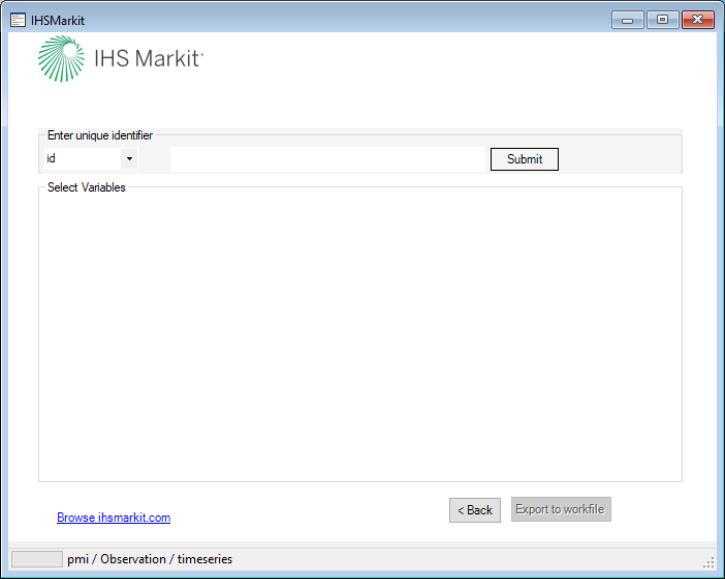 IHSMarkit
IHS Markit™
Enter unique identifier
id
Submit
Select Variables
Browse ihsmarkit.com
< Back
Export to workfile
pmi / Observation / timeseries